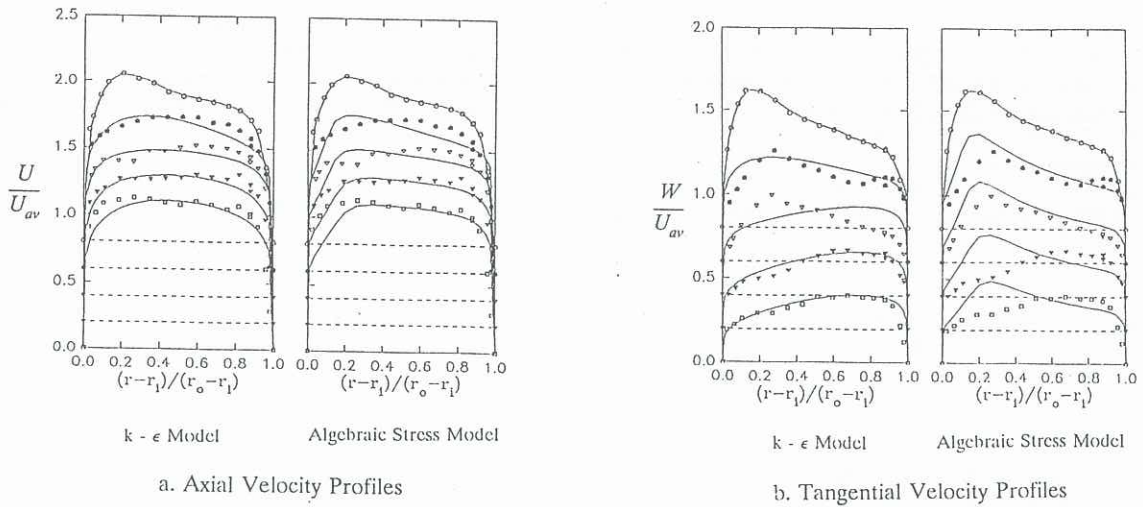 2.5
2.0
1.5
1.0
0.5
0.0
U
U_av
0.0 0.2 0.4 0.6 0.8 1.0
(r-r_i)/(r_o-r_i)
k - ε Model
0.0 0.2 0.4 0.6 0.8 1.0
(r-r_i)/(r_o-r_i)
Algebraic Stress Model
a. Axial Velocity Profiles
2.0
1.5
1.0
0.5
0.0
W
U_av
0.0 0.2 0.4 0.6 0.8 1.0
(r-r_i)/(r_o-r_i)
k - ε Model
0.0 0.2 0.4 0.6 0.8 1.0
(r-r_i)/(r_o-r_i)
Algebraic Stress Model
b. Tangential Velocity Profiles